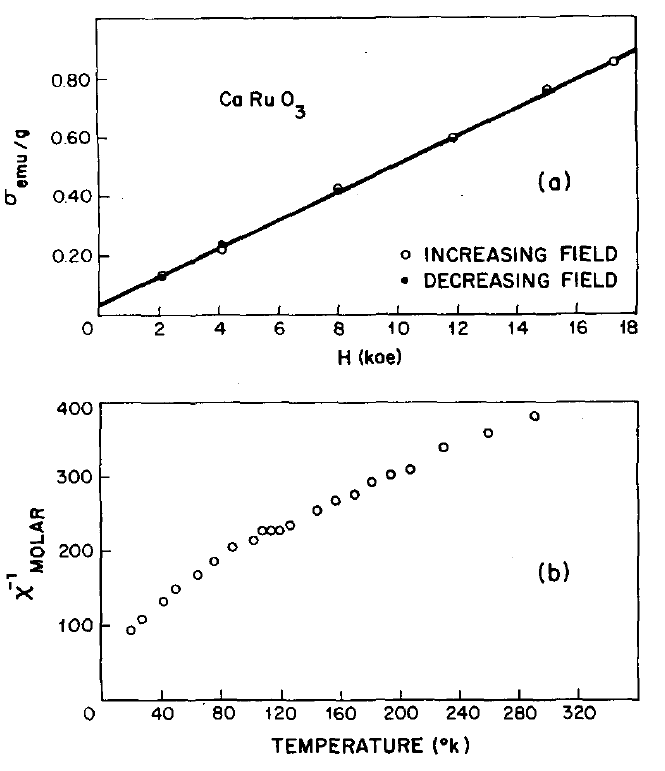 (a)
Ca Ru O3
σ emu/g
0.80
0.60
0.40
0.20
○ INCREASING FIELD
• DECREASING FIELD
0 2 4 6 8 10 12 14 16 18
H (koe)
(b)
χ⁻¹ MOLAR
400
300
200
100
0 40 80 120 160 200 240 280 320
TEMPERATURE (°k)